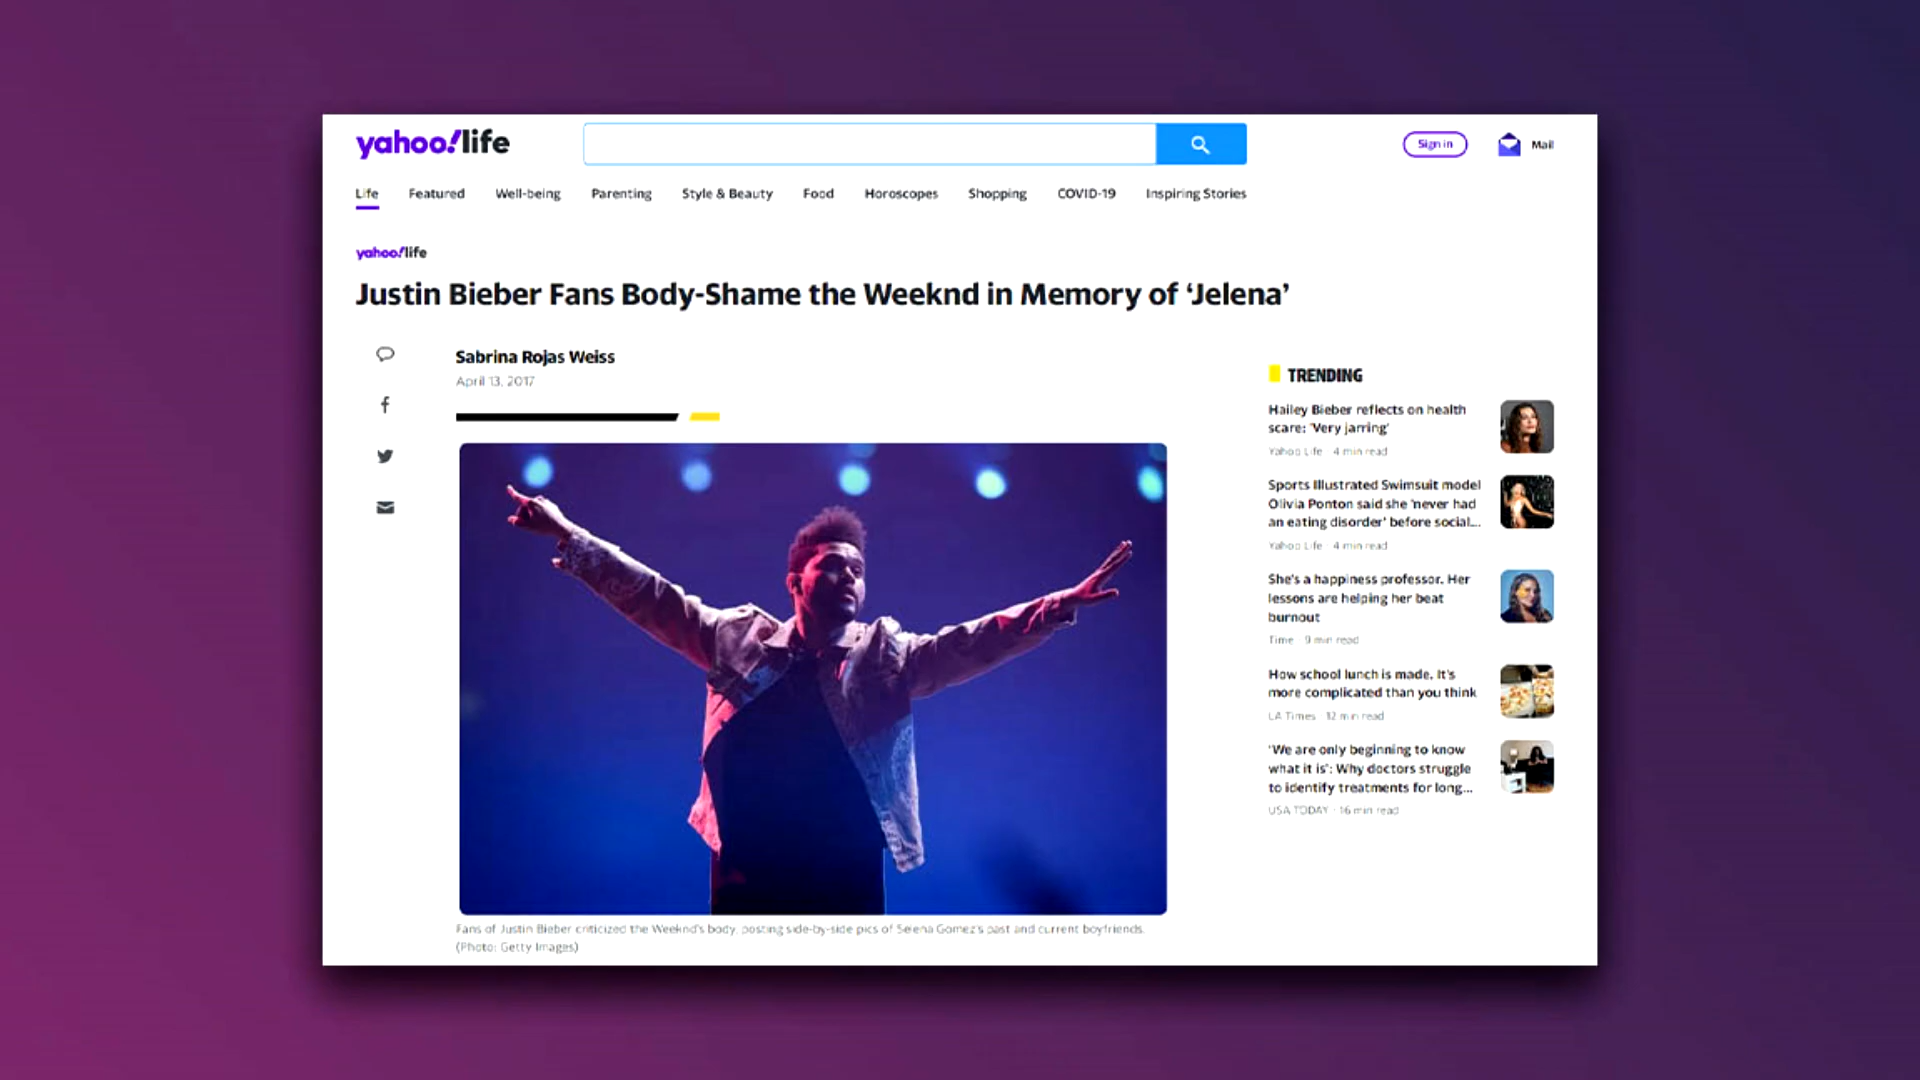 yahoo!life
Sign in
Mail
Life Featured Well-being Parenting Style & Beauty Food Horoscopes Shopping COVID-19 Inspiring Stories
yahoo!life
Justin Bieber Fans Body-Shame the Weeknd in Memory of ‘Jelena’
Sabrina Rojas Weiss
April 13, 2017
Fans of Justin Bieber criticized the Weeknd's body, posting side-by-side pics of Selena Gomez's past and current boyfriends.
(Photo: Getty Images)
TRENDING
Hailey Bieber reflects on health
scare: 'Very jarring'
Yahoo Life · 4 min read
Sports Illustrated Swimsuit model
Olivia Ponton said she 'never had
an eating disorder' before social...
Yahoo Life · 4 min read
She's a happiness professor. Her
lessons are helping her beat
burnout
Time · 9 min read
How school lunch is made. It's
more complicated than you think
LA Times · 12 min read
'We are only beginning to know
what it is': Why doctors struggle
to identify treatments for long...
USA TODAY · 16 min read